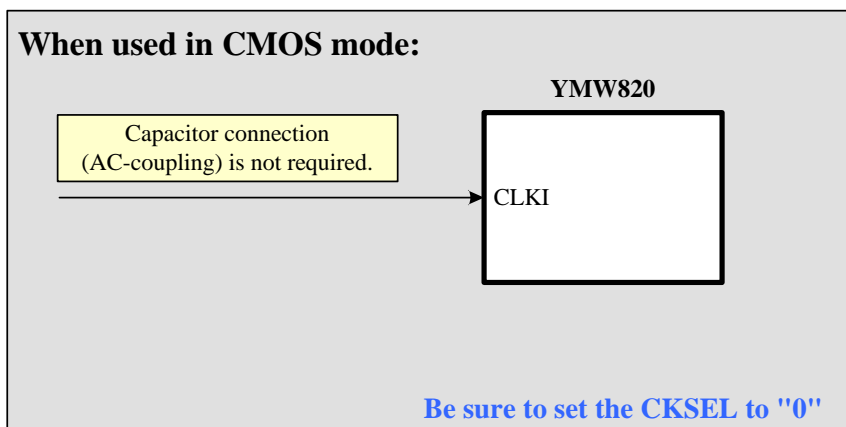 When used in CMOS mode:
YMW820
Capacitor connection
(AC-coupling) is not required.
CLKI
Be sure to set the CKSEL to "0"